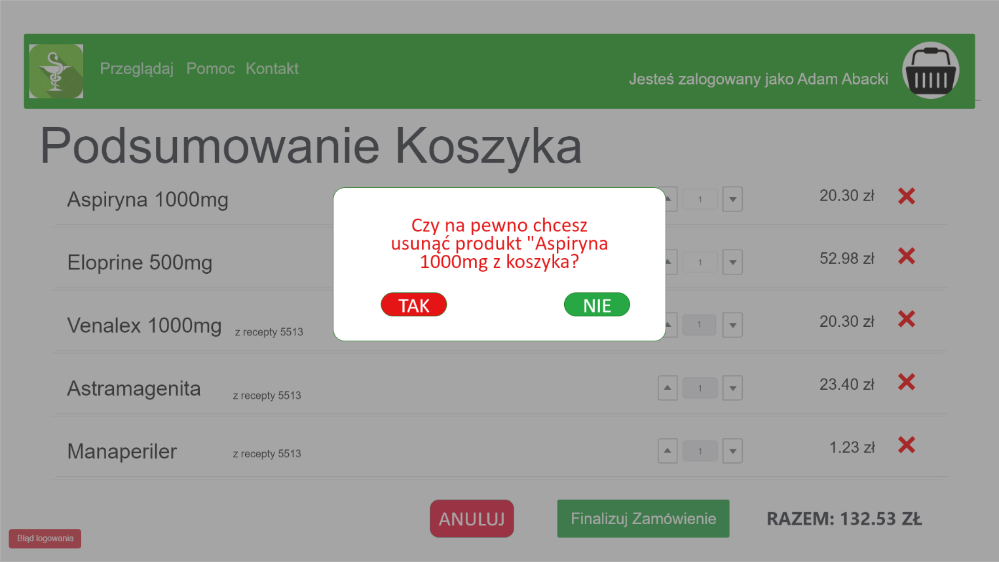 Przeglądaj Pomoc Kontakt
Jesteś zalogowany jako Adam Abacki
Podsumowanie Koszyka
Aspiryna 1000mg 1 20.30 zł
Czy na pewno chcesz
usunąć produkt "Aspiryna
1000mg z koszyka?
TAK NIE
Eloprine 500mg 1 52.98 zł
Venalex 1000mg z recepty 5513 1 20.30 zł
Astramagenita z recepty 5513 1 23.40 zł
Manaperiler z recepty 5513 1 1.23 zł
ANULUJ Finalizuj Zamówienie RAZEM: 132.53 ZŁ
Błąd logowania